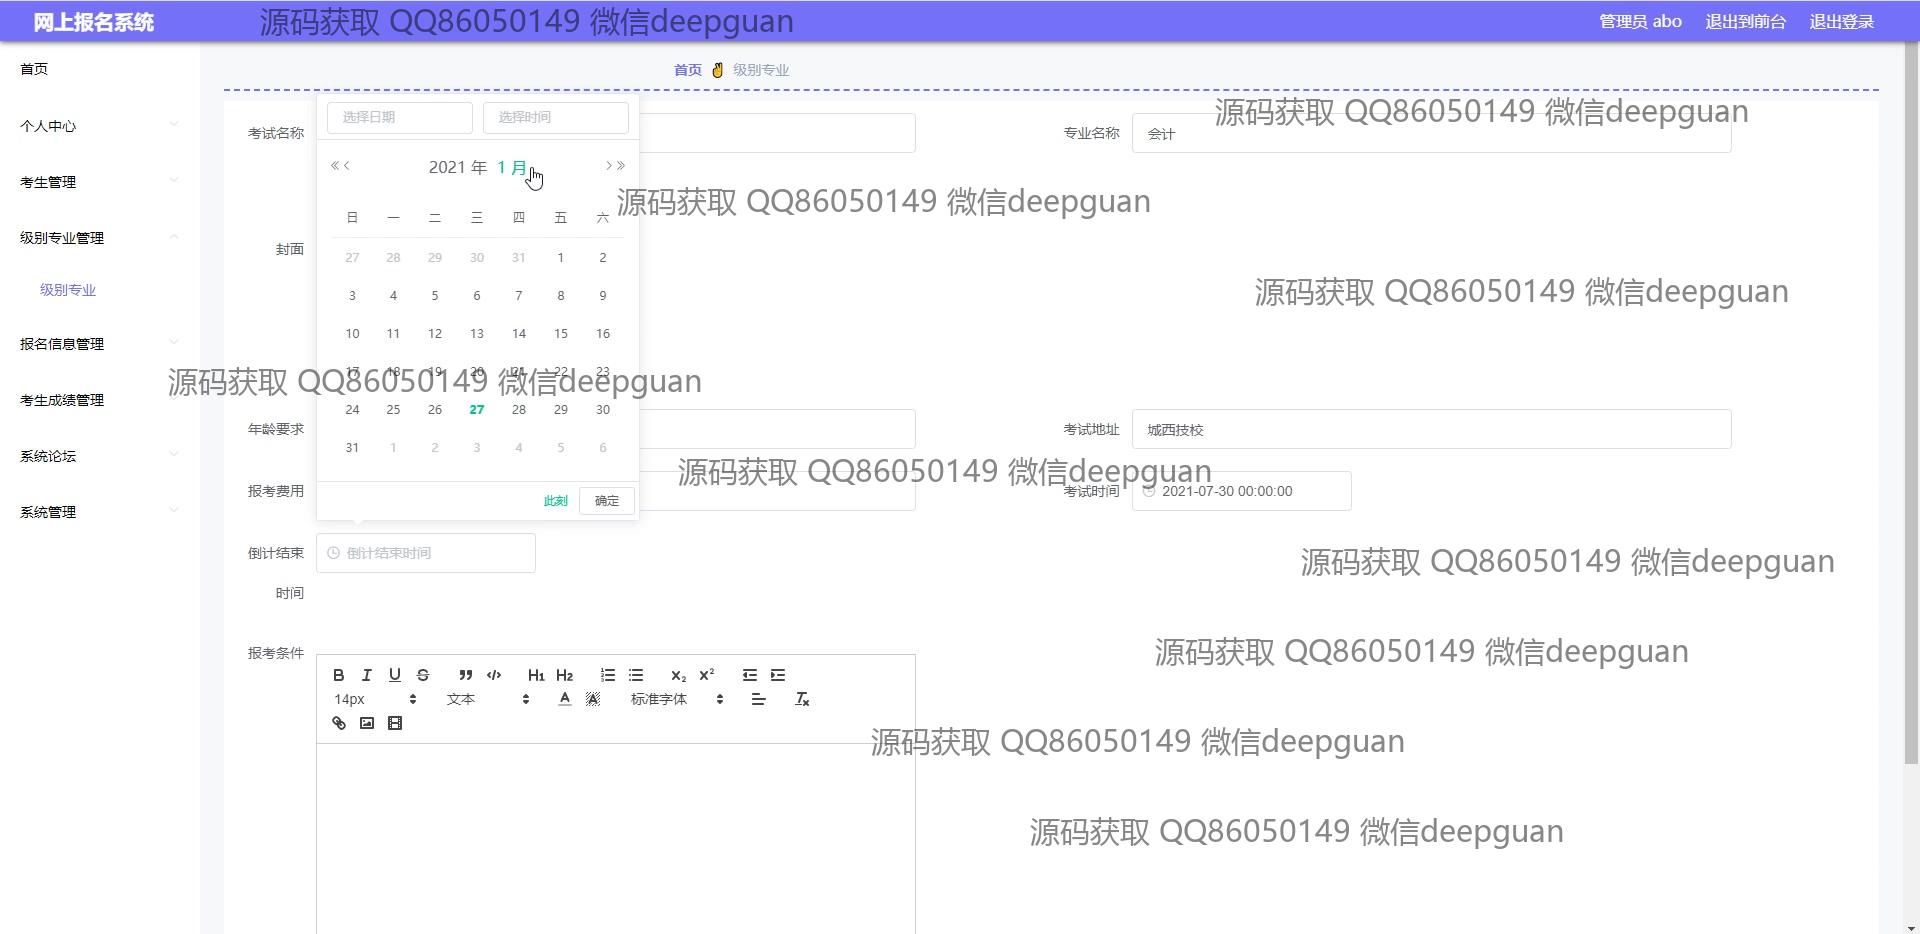 网上报名系统
源码获取 QQ86050149 微信deepguan
管理员 abo
退出到前台
退出登录
首页
首页 ✌ 级别专业
个人中心
考生管理
级别专业管理
级别专业
报名信息管理
考生成绩管理
系统论坛
系统管理
选择日期
选择时间
考试名称
专业名称
会计
源码获取 QQ86050149 微信deepguan
2021 年 1 月
源码获取 QQ86050149 微信deepguan
日 一 二 三 四 五 六
封面
27 28 29 30 31 1 2
源码获取 QQ86050149 微信deepguan
3 4 5 6 7 8 9
10 11 12 13 14 15 16
17 18 19 20 21 22 23
源码获取 QQ86050149 微信deepguan
24 25 26 27 28 29 30
年龄要求
考试地址
城西技校
31 1 2 3 4 5 6
源码获取 QQ86050149 微信deepguan
报考费用
此刻
确定
考试时间
2021-07-30 00:00:00
倒计结束
时间
倒计结束时间
源码获取 QQ86050149 微信deepguan
报考条件
源码获取 QQ86050149 微信deepguan
B I U S H1 H2 X2 X2
14px 文本 A A 标准字体 Tx
源码获取 QQ86050149 微信deepguan
源码获取 QQ86050149 微信deepguan